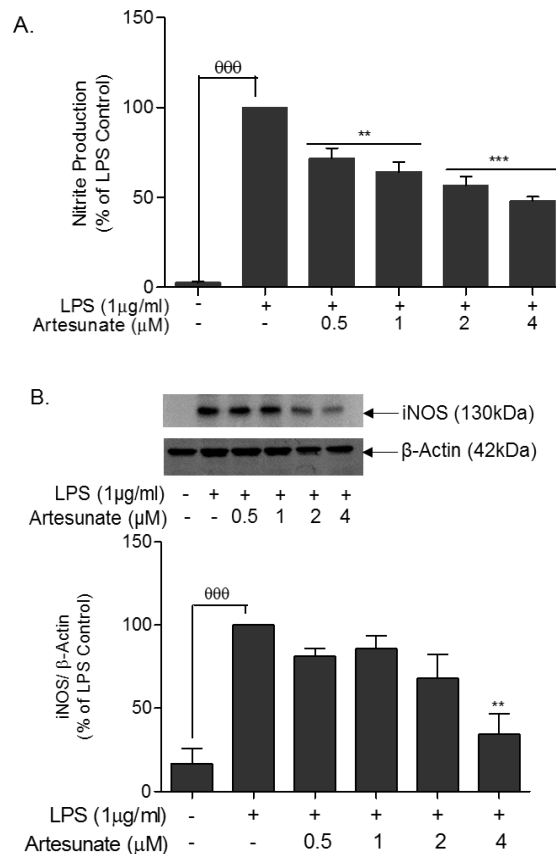 A.
Nitrite Production
(% of LPS Control)
150
100
50
0
θθθ
**
***
LPS (1µg/ml) - + + + + +
Artesunate (µM) - - 0.5 1 2 4
B.
iNOS (130kDa)
β-Actin (42kDa)
LPS (1µg/ml) - + + + + +
Artesunate (µM) - - 0.5 1 2 4
iNOS/ β-Actin
(% of LPS Control)
150
100
50
0
θθθ
**
LPS (1µg/ml) - + + + + +
Artesunate (µM) - - 0.5 1 2 4